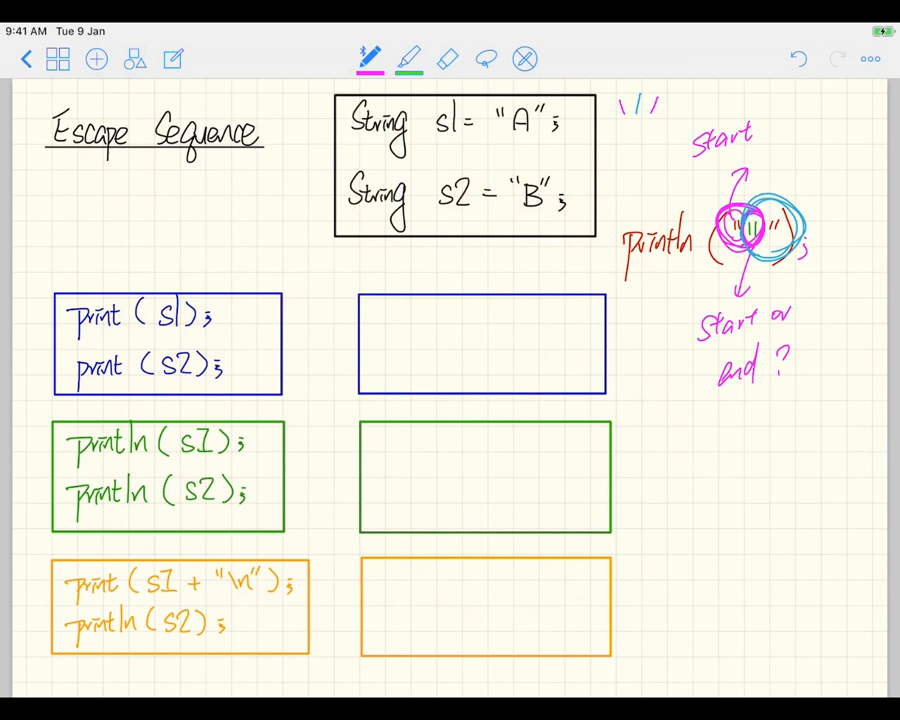 9:41 AM Tue 9 Jan
Escape Sequence
String s1 = "A";
String s2 = "B";
start
println (""");
start or
end ?
print ( s1);
print (s2);
println ( s1);
println ( s2);
print ( s1 + "\n");
println ( s2);